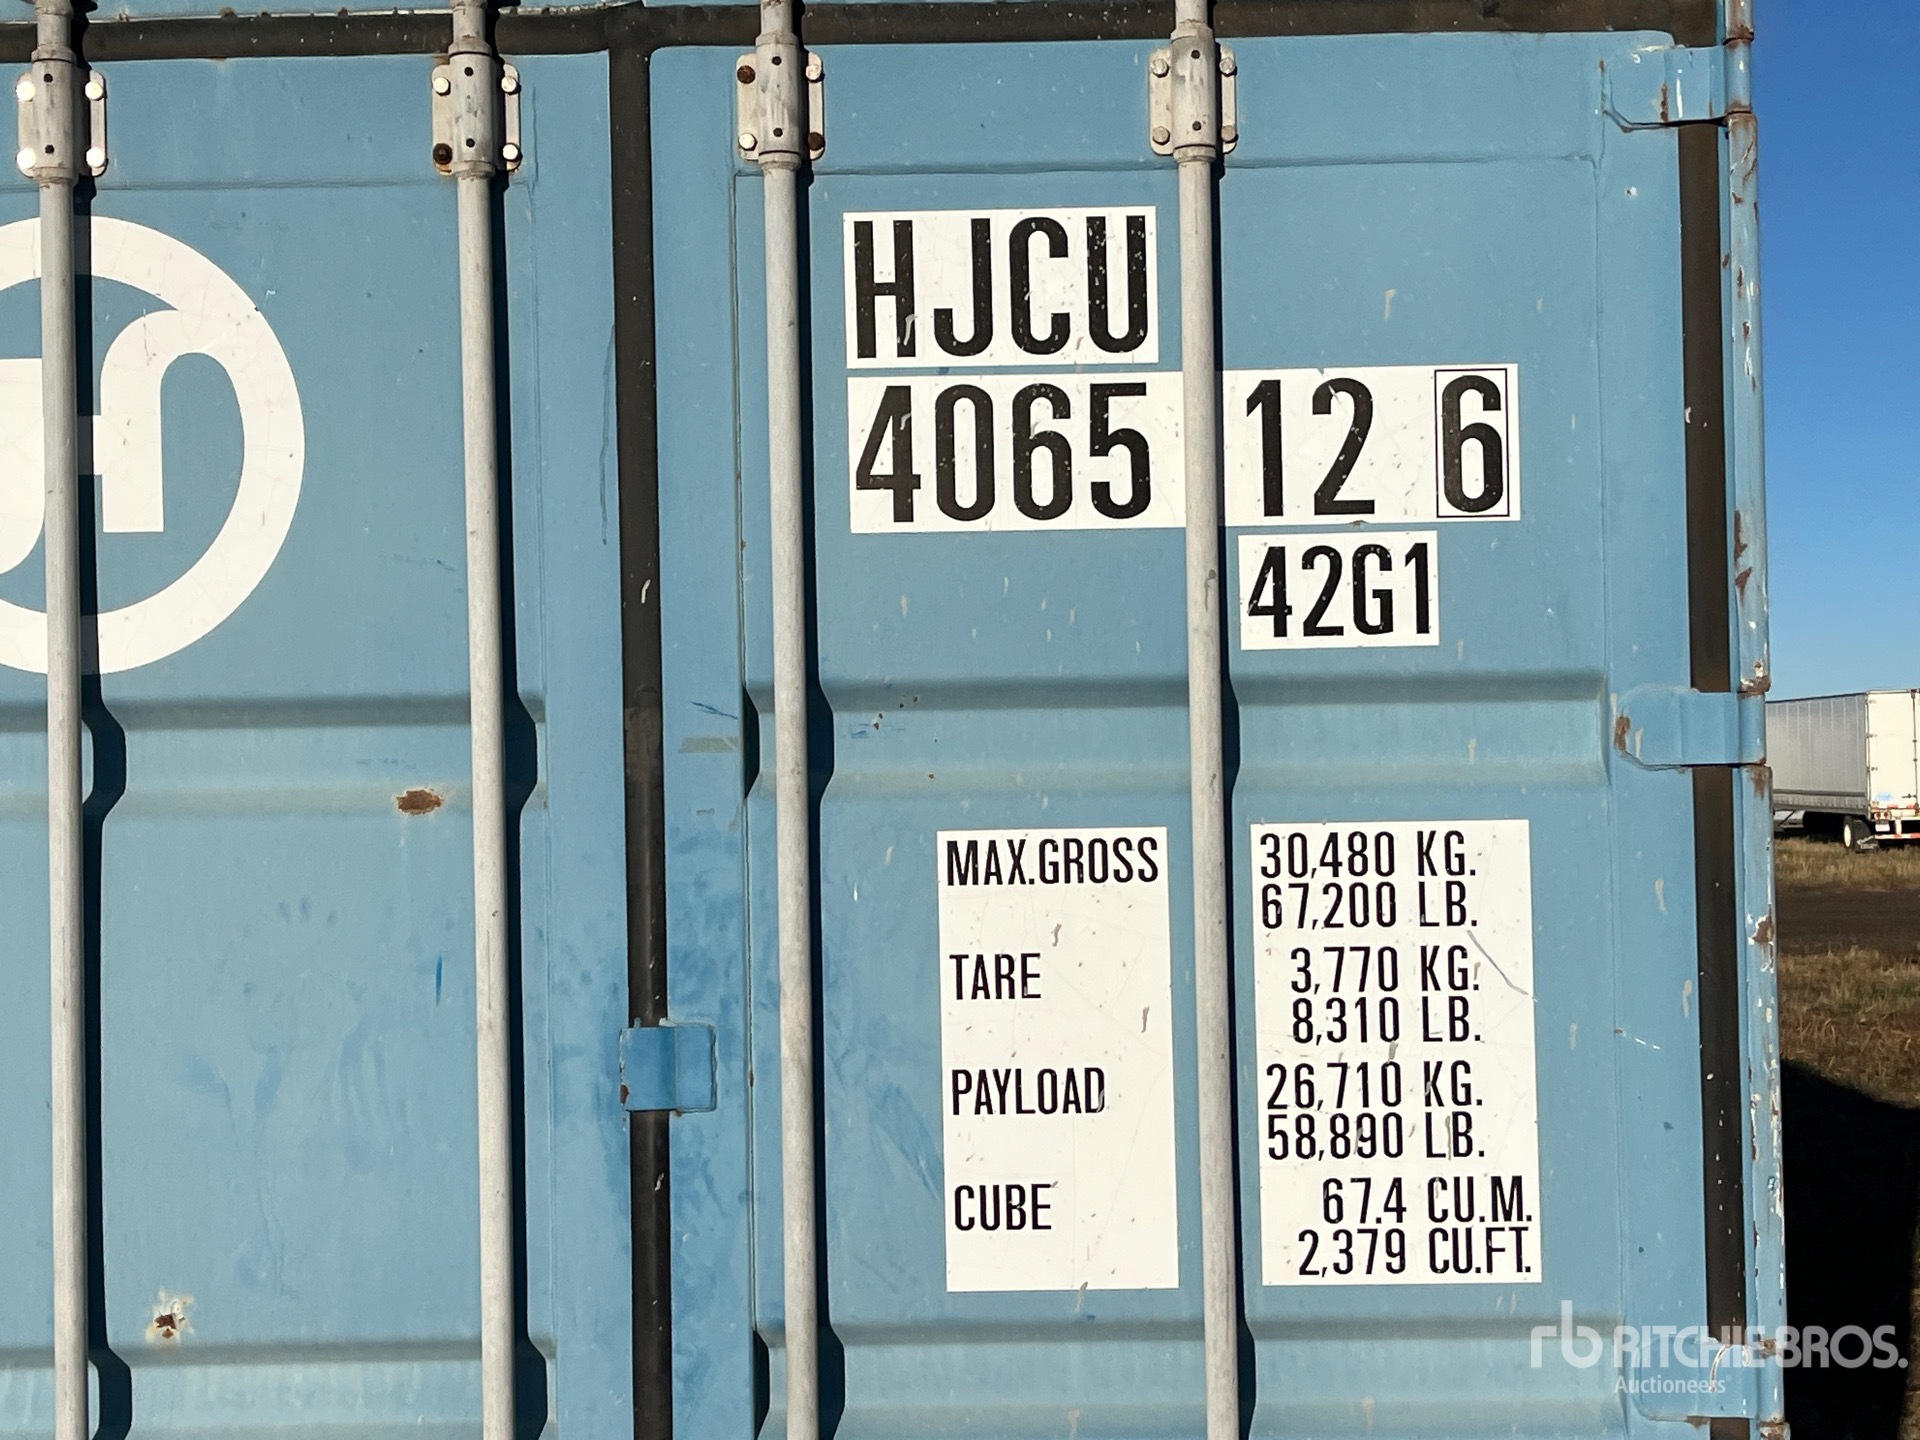 HJCU
4065 12 6
42G1
MAX.GROSS 30,480 KG.
67,200 LB.
TARE 3,770 KG.
8,310 LB.
PAYLOAD 26,710 KG.
58,890 LB.
CUBE 67.4 CU.M.
2,379 CU.FT.
rb RITCHIE BROS.
Auctioneers